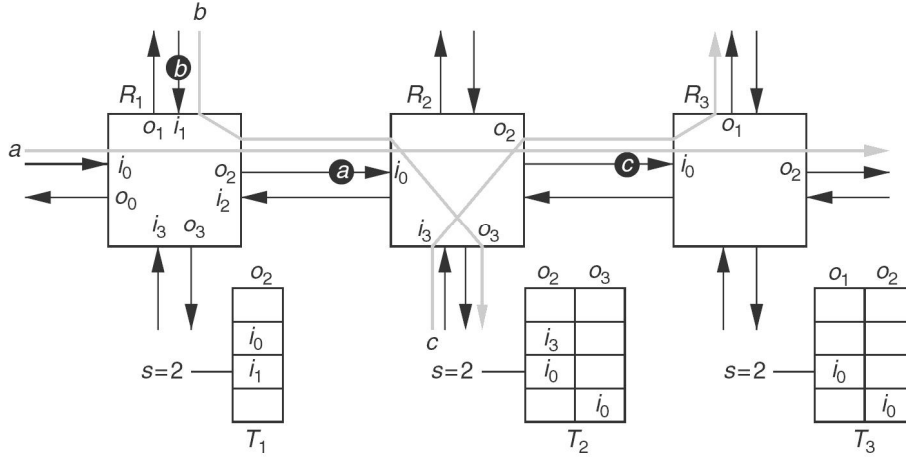 b
b
R1 R2 R3
o1 i1 o2 o1
a
i0 o2 a i0 c i0 o2
o0 i2
i3 o3 i3 o3
o2 c o2 o3 o1 o2
i0 i3
s=2 i1 s=2 i0 s=2 i0
i0 i0
T1 T2 T3